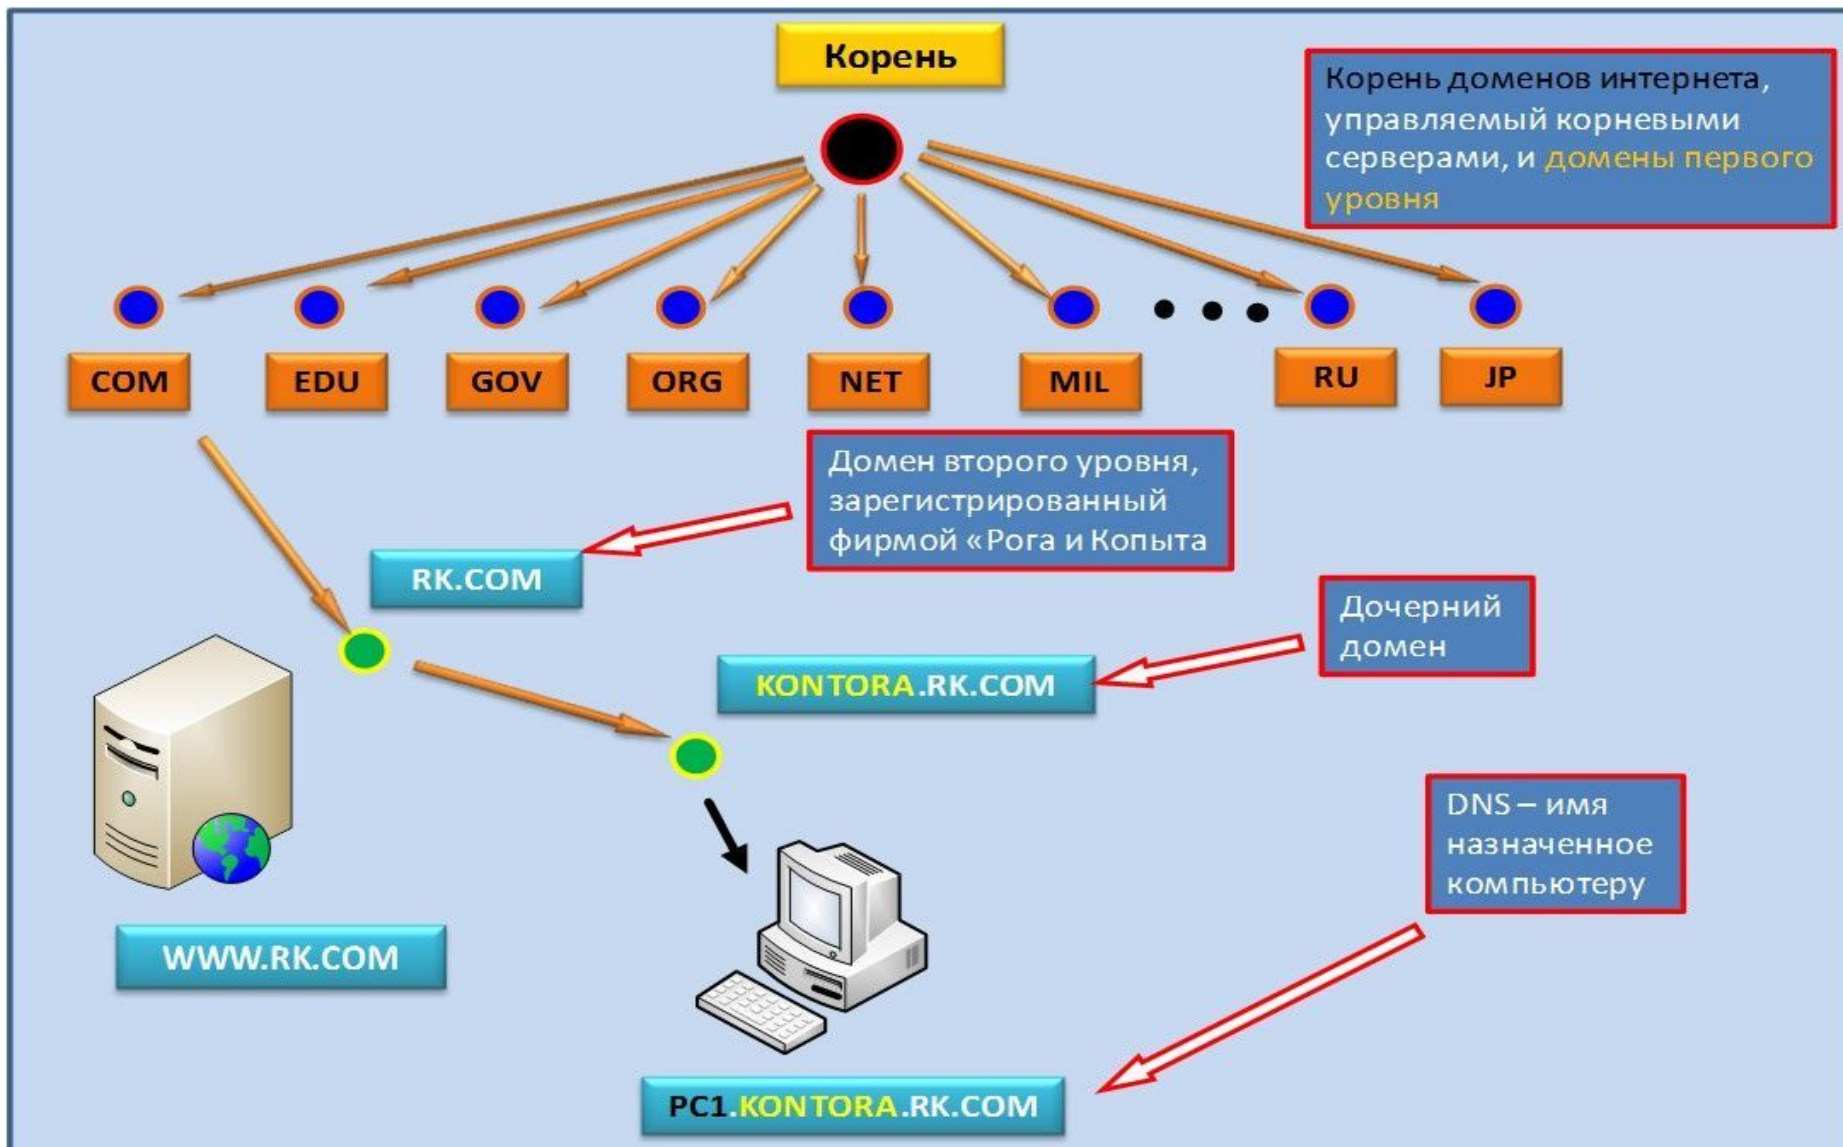 Корень
Корень доменов интернета,
управляемый корневыми
серверами, и домены первого
уровня
COM
EDU
GOV
ORG
NET
MIL
RU
JP
Домен второго уровня,
зарегистрированный
фирмой «Рога и Копыта
RK.COM
Дочерний
домен
KONTORA.RK.COM
DNS – имя
назначенное
компьютеру
WWW.RK.COM
PC1.KONTORA.RK.COM